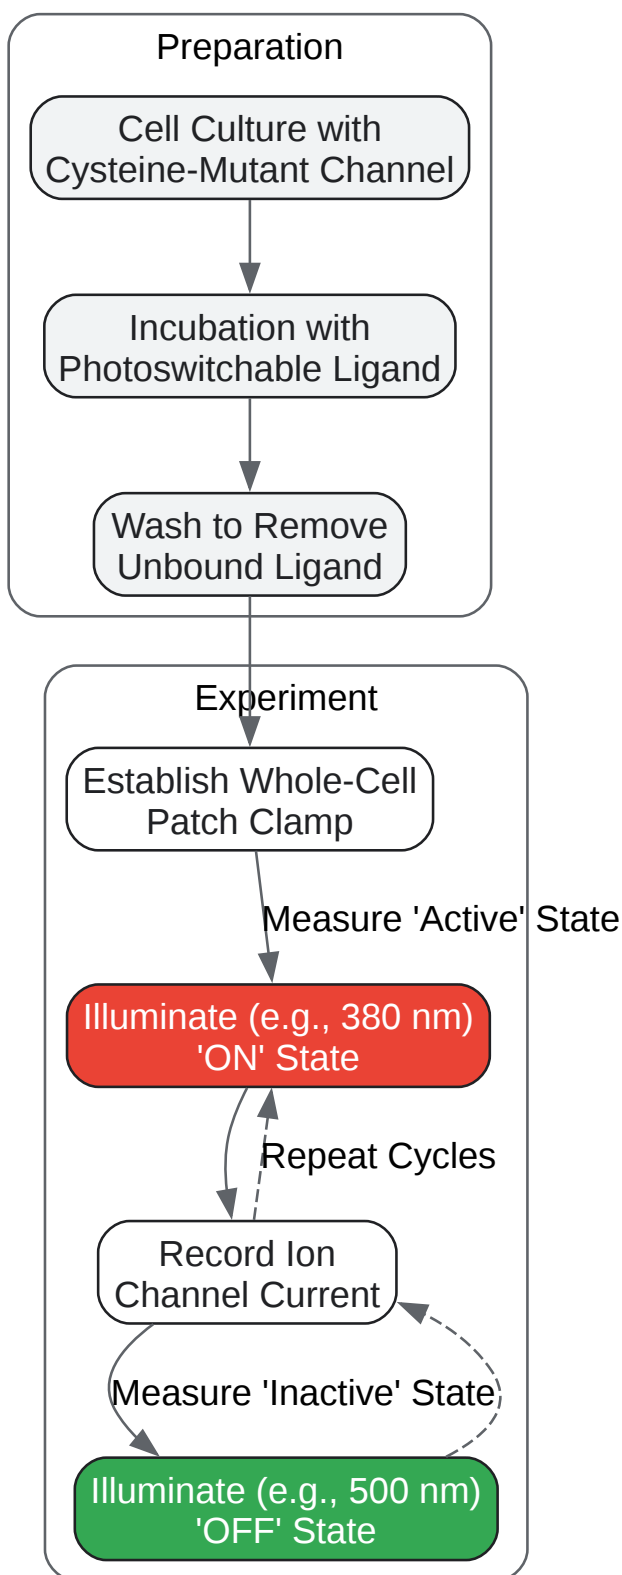 Preparation
Cell Culture with
Cysteine-Mutant Channel
Incubation with
Photoswitchable Ligand
Wash to Remove
Unbound Ligand
Experiment
Establish Whole-Cell
Patch Clamp
Measure 'Active' State
Illuminate (e.g., 380 nm)
'ON' State
Repeat Cycles
Record Ion
Channel Current
Measure 'Inactive' State
Illuminate (e.g., 500 nm)
'OFF' State